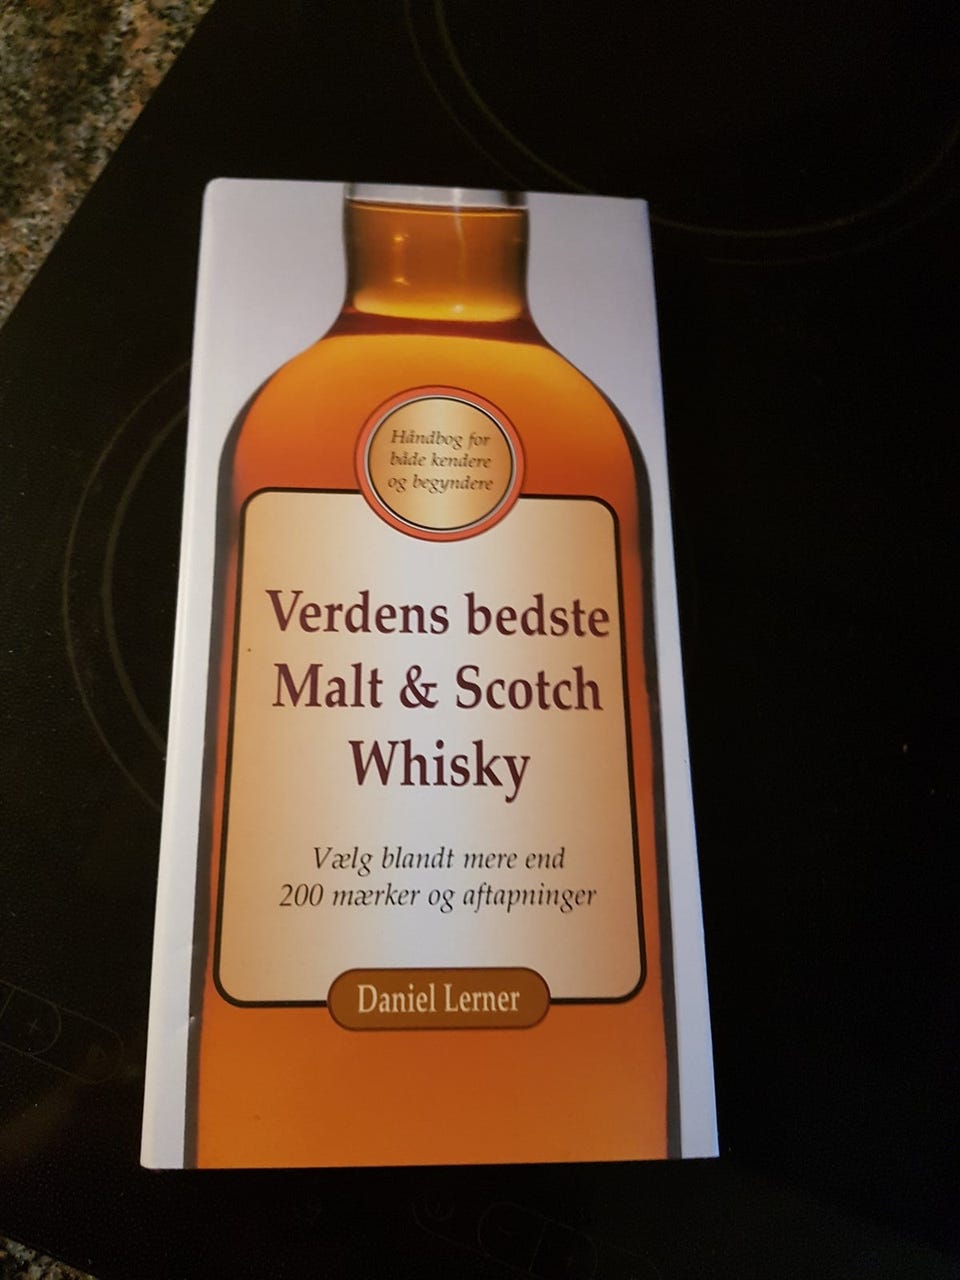 Håndbog for
både kendere
og begyndere
Verdens bedste
Malt & Scotch
Whisky
Vælg blandt mere end
200 mærker og aftapninger
Daniel Lerner